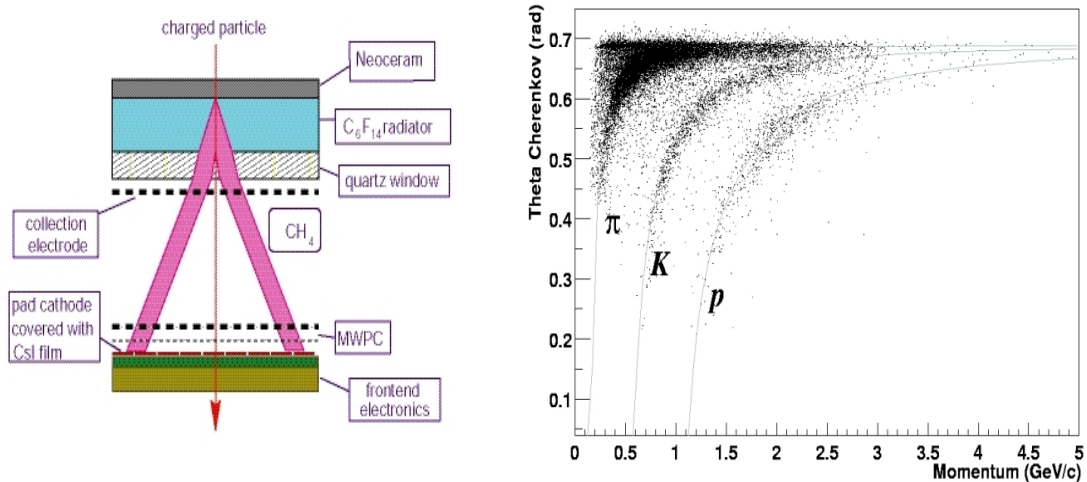 charged particle
Neoceram
C₆F₁₄ radiator
quartz window
collection
electrode
CH₄
pad cathode
covered with
CsI film
MWPC
frontend
electronics
Theta Cherenkov (rad)
0.7
0.6
0.5
0.4
0.3
0.2
0.1
π
K
p
0 0.5 1 1.5 2 2.5 3 3.5 4 4.5 5
Momentum (GeV/c)